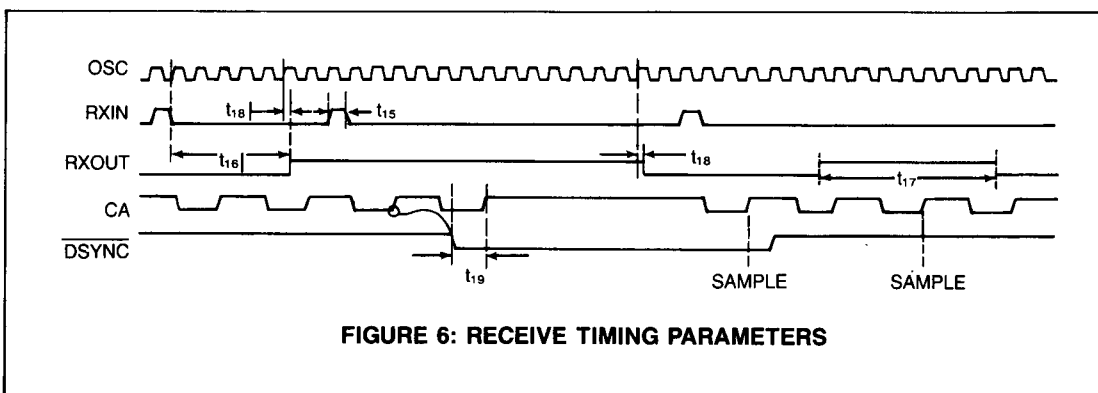 OSC
RXIN
t18
t15
RXOUT
t16
t18
t17
CA
DSYNC
t19
SAMPLE SAMPLE
FIGURE 6: RECEIVE TIMING PARAMETERS